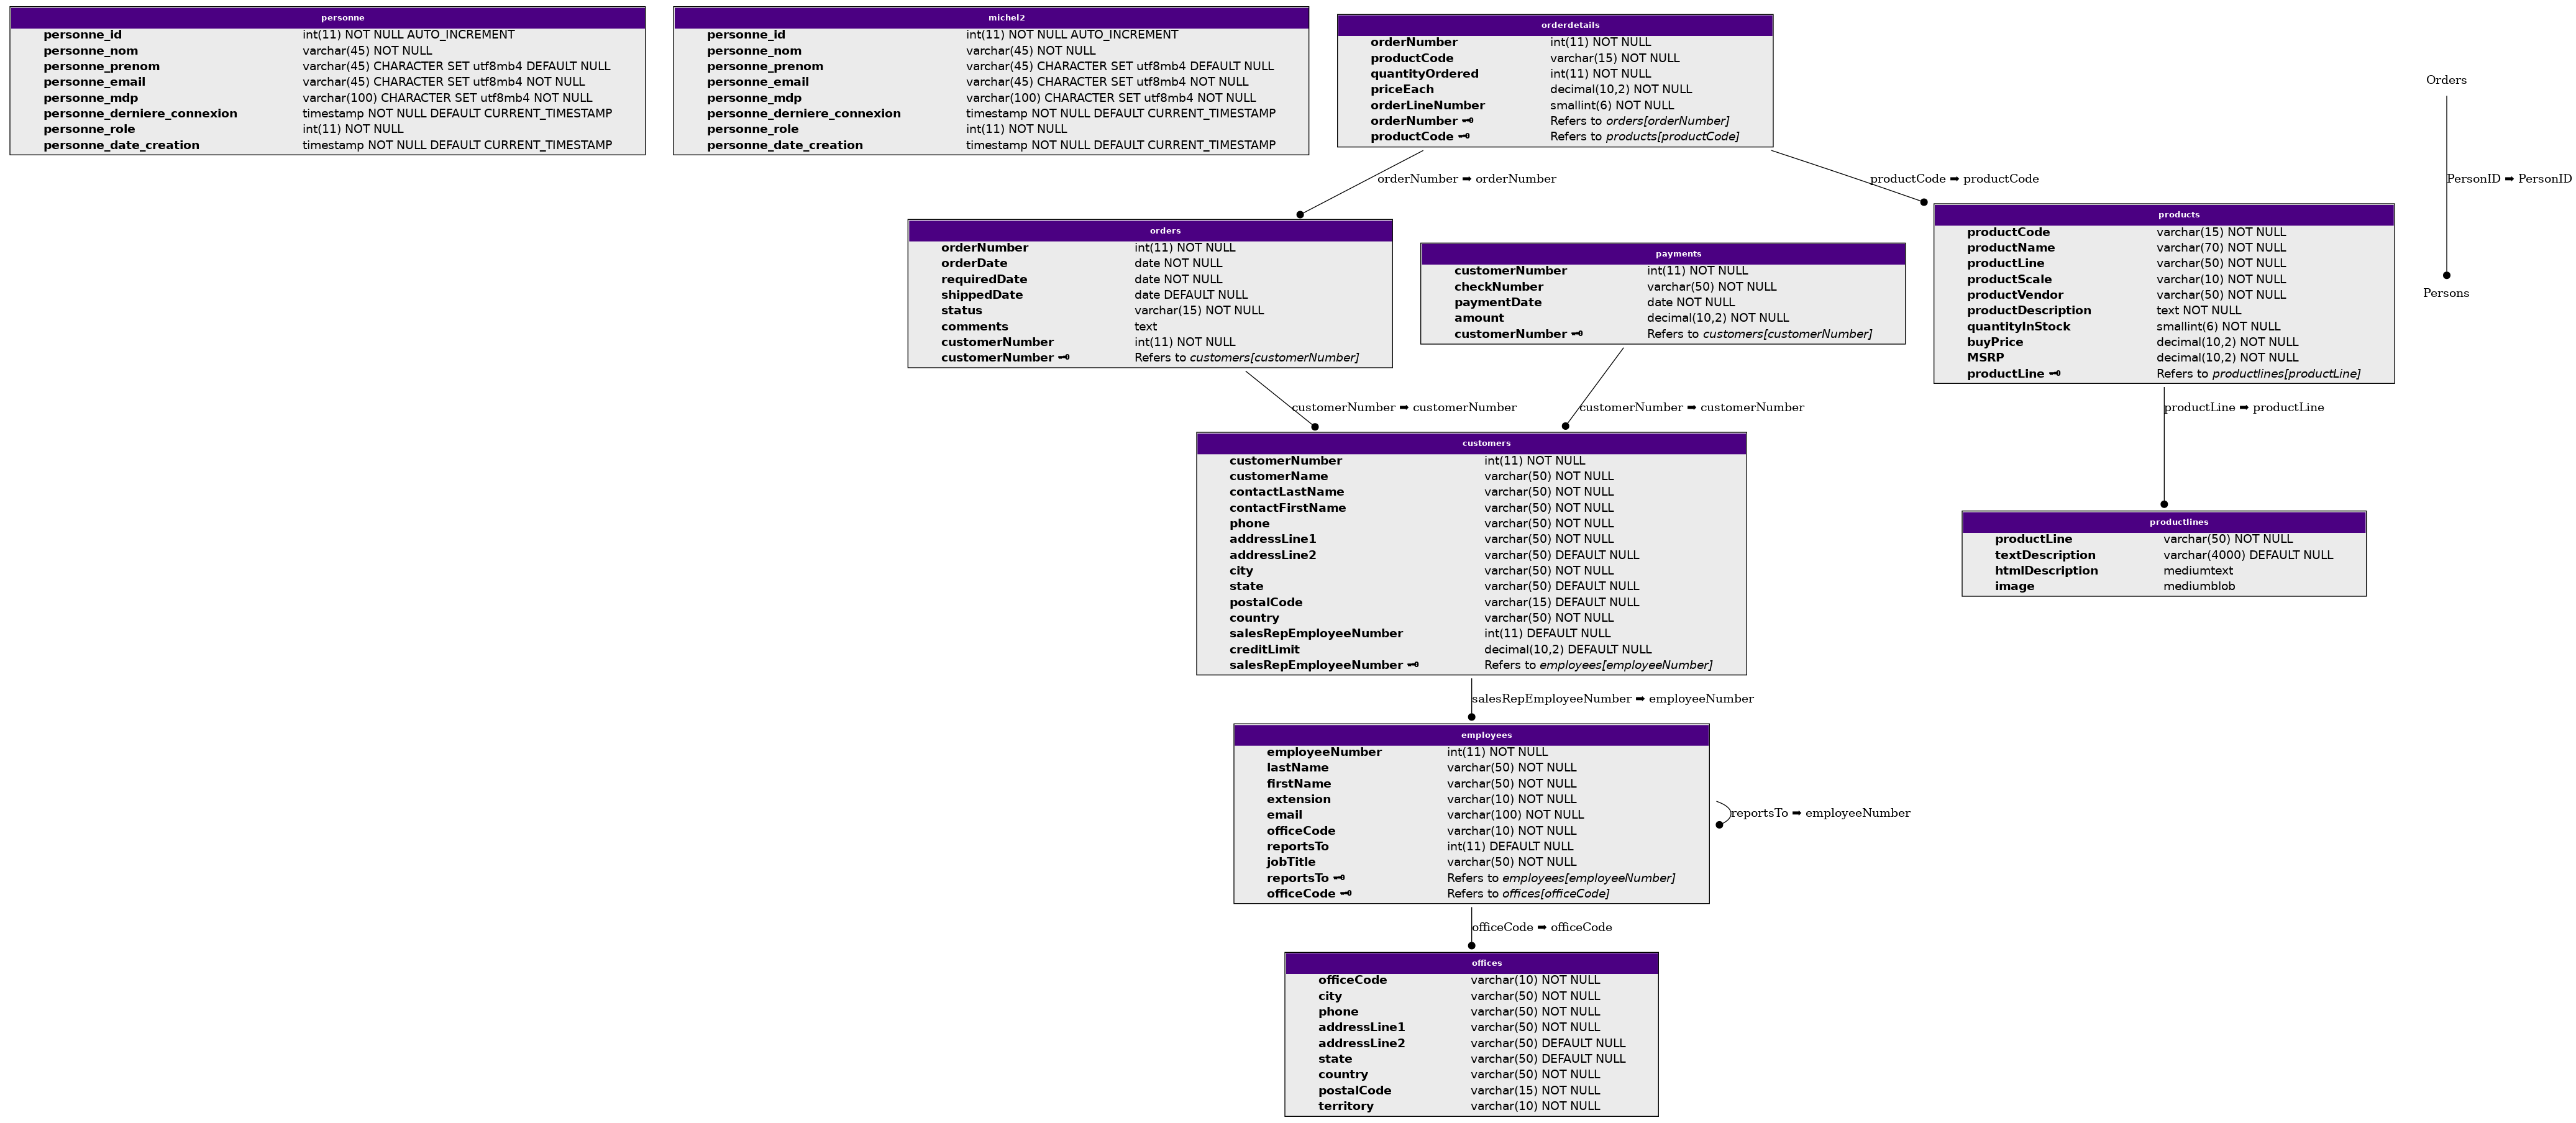 personne
personne_id int(11) NOT NULL AUTO_INCREMENT
personne_nom varchar(45) NOT NULL
personne_prenom varchar(45) CHARACTER SET utf8mb4 DEFAULT NULL
personne_email varchar(45) CHARACTER SET utf8mb4 NOT NULL
personne_mdp varchar(100) CHARACTER SET utf8mb4 NOT NULL
personne_derniere_connexion timestamp NOT NULL DEFAULT CURRENT_TIMESTAMP
personne_role int(11) NOT NULL
personne_date_creation timestamp NOT NULL DEFAULT CURRENT_TIMESTAMP
michel2
personne_id int(11) NOT NULL AUTO_INCREMENT
personne_nom varchar(45) NOT NULL
personne_prenom varchar(45) CHARACTER SET utf8mb4 DEFAULT NULL
personne_email varchar(45) CHARACTER SET utf8mb4 NOT NULL
personne_mdp varchar(100) CHARACTER SET utf8mb4 NOT NULL
personne_derniere_connexion timestamp NOT NULL DEFAULT CURRENT_TIMESTAMP
personne_role int(11) NOT NULL
personne_date_creation timestamp NOT NULL DEFAULT CURRENT_TIMESTAMP
orderdetails
orderNumber int(11) NOT NULL
productCode varchar(15) NOT NULL
quantityOrdered int(11) NOT NULL
priceEach decimal(10,2) NOT NULL
orderLineNumber smallint(6) NOT NULL
orderNumber 🗝 Refers to orders[orderNumber]
productCode 🗝 Refers to products[productCode]
Orders
orderNumber ➡ orderNumber
productCode ➡ productCode
PersonID ➡ PersonID
Persons
orders
orderNumber int(11) NOT NULL
orderDate date NOT NULL
requiredDate date NOT NULL
shippedDate date DEFAULT NULL
status varchar(15) NOT NULL
comments text
customerNumber int(11) NOT NULL
customerNumber 🗝 Refers to customers[customerNumber]
payments
customerNumber int(11) NOT NULL
checkNumber varchar(50) NOT NULL
paymentDate date NOT NULL
amount decimal(10,2) NOT NULL
customerNumber 🗝 Refers to customers[customerNumber]
products
productCode varchar(15) NOT NULL
productName varchar(70) NOT NULL
productLine varchar(50) NOT NULL
productScale varchar(10) NOT NULL
productVendor varchar(50) NOT NULL
productDescription text NOT NULL
quantityInStock smallint(6) NOT NULL
buyPrice decimal(10,2) NOT NULL
MSRP decimal(10,2) NOT NULL
productLine 🗝 Refers to productlines[productLine]
customerNumber ➡ customerNumber
customerNumber ➡ customerNumber
productLine ➡ productLine
customers
customerNumber int(11) NOT NULL
customerName varchar(50) NOT NULL
contactLastName varchar(50) NOT NULL
contactFirstName varchar(50) NOT NULL
phone varchar(50) NOT NULL
addressLine1 varchar(50) NOT NULL
addressLine2 varchar(50) DEFAULT NULL
city varchar(50) NOT NULL
state varchar(50) DEFAULT NULL
postalCode varchar(15) DEFAULT NULL
country varchar(50) NOT NULL
salesRepEmployeeNumber int(11) DEFAULT NULL
creditLimit decimal(10,2) DEFAULT NULL
salesRepEmployeeNumber 🗝 Refers to employees[employeeNumber]
productlines
productLine varchar(50) NOT NULL
textDescription varchar(4000) DEFAULT NULL
htmlDescription mediumtext
image mediumblob
salesRepEmployeeNumber ➡ employeeNumber
employees
employeeNumber int(11) NOT NULL
lastName varchar(50) NOT NULL
firstName varchar(50) NOT NULL
extension varchar(10) NOT NULL
email varchar(100) NOT NULL
officeCode varchar(10) NOT NULL
reportsTo int(11) DEFAULT NULL
jobTitle varchar(50) NOT NULL
reportsTo 🗝 Refers to employees[employeeNumber]
officeCode 🗝 Refers to offices[officeCode]
reportsTo ➡ employeeNumber
officeCode ➡ officeCode
offices
officeCode varchar(10) NOT NULL
city varchar(50) NOT NULL
phone varchar(50) NOT NULL
addressLine1 varchar(50) NOT NULL
addressLine2 varchar(50) DEFAULT NULL
state varchar(50) DEFAULT NULL
country varchar(50) NOT NULL
postalCode varchar(15) NOT NULL
territory varchar(10) NOT NULL